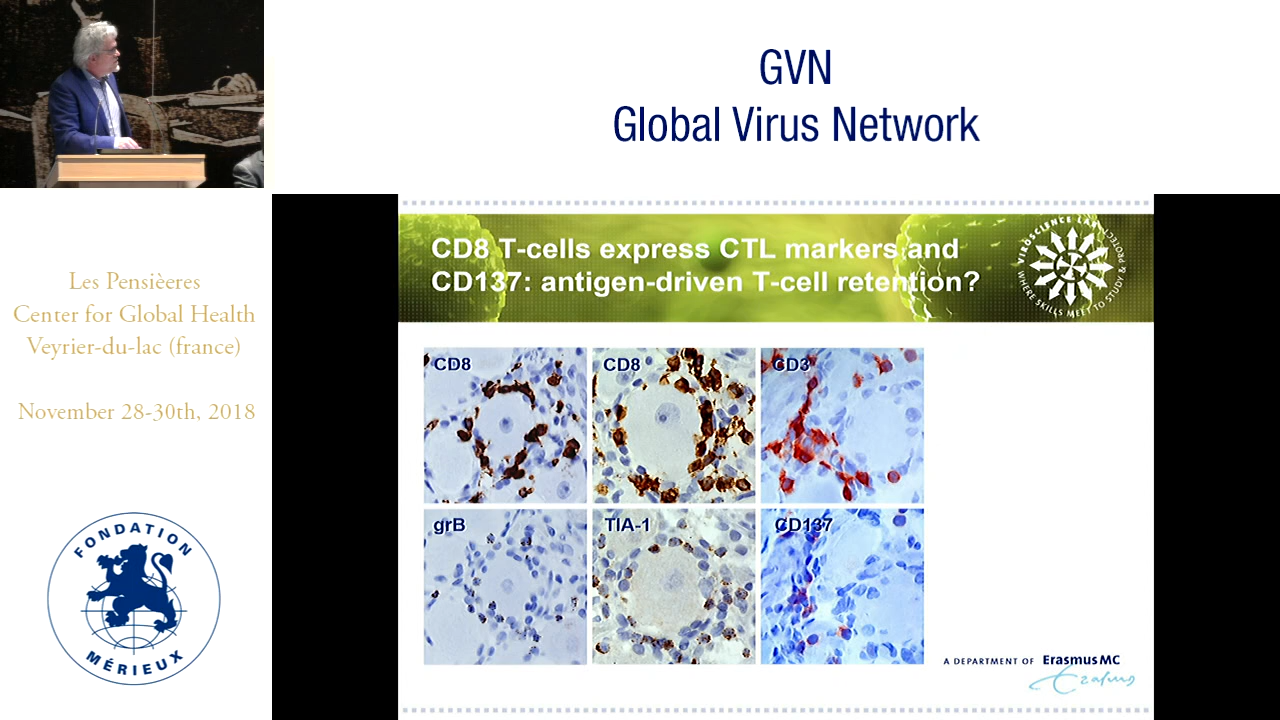 GVN
Global Virus Network
Les Pensièeres
Center for Global Health
Veyrier-du-lac (france)
November 28-30th, 2018
FONDATION
MÉRIEUX
CD8 T-cells express CTL markers and
CD137: antigen-driven T-cell retention?
VIROSCIENCE LAB
WHERE SKILLS MEET TO STUDY & PROTECT
CD8
CD8
CD3
grB
TIA-1
CD137
A DEPARTMENT OF Erasmus MC
Erasmus